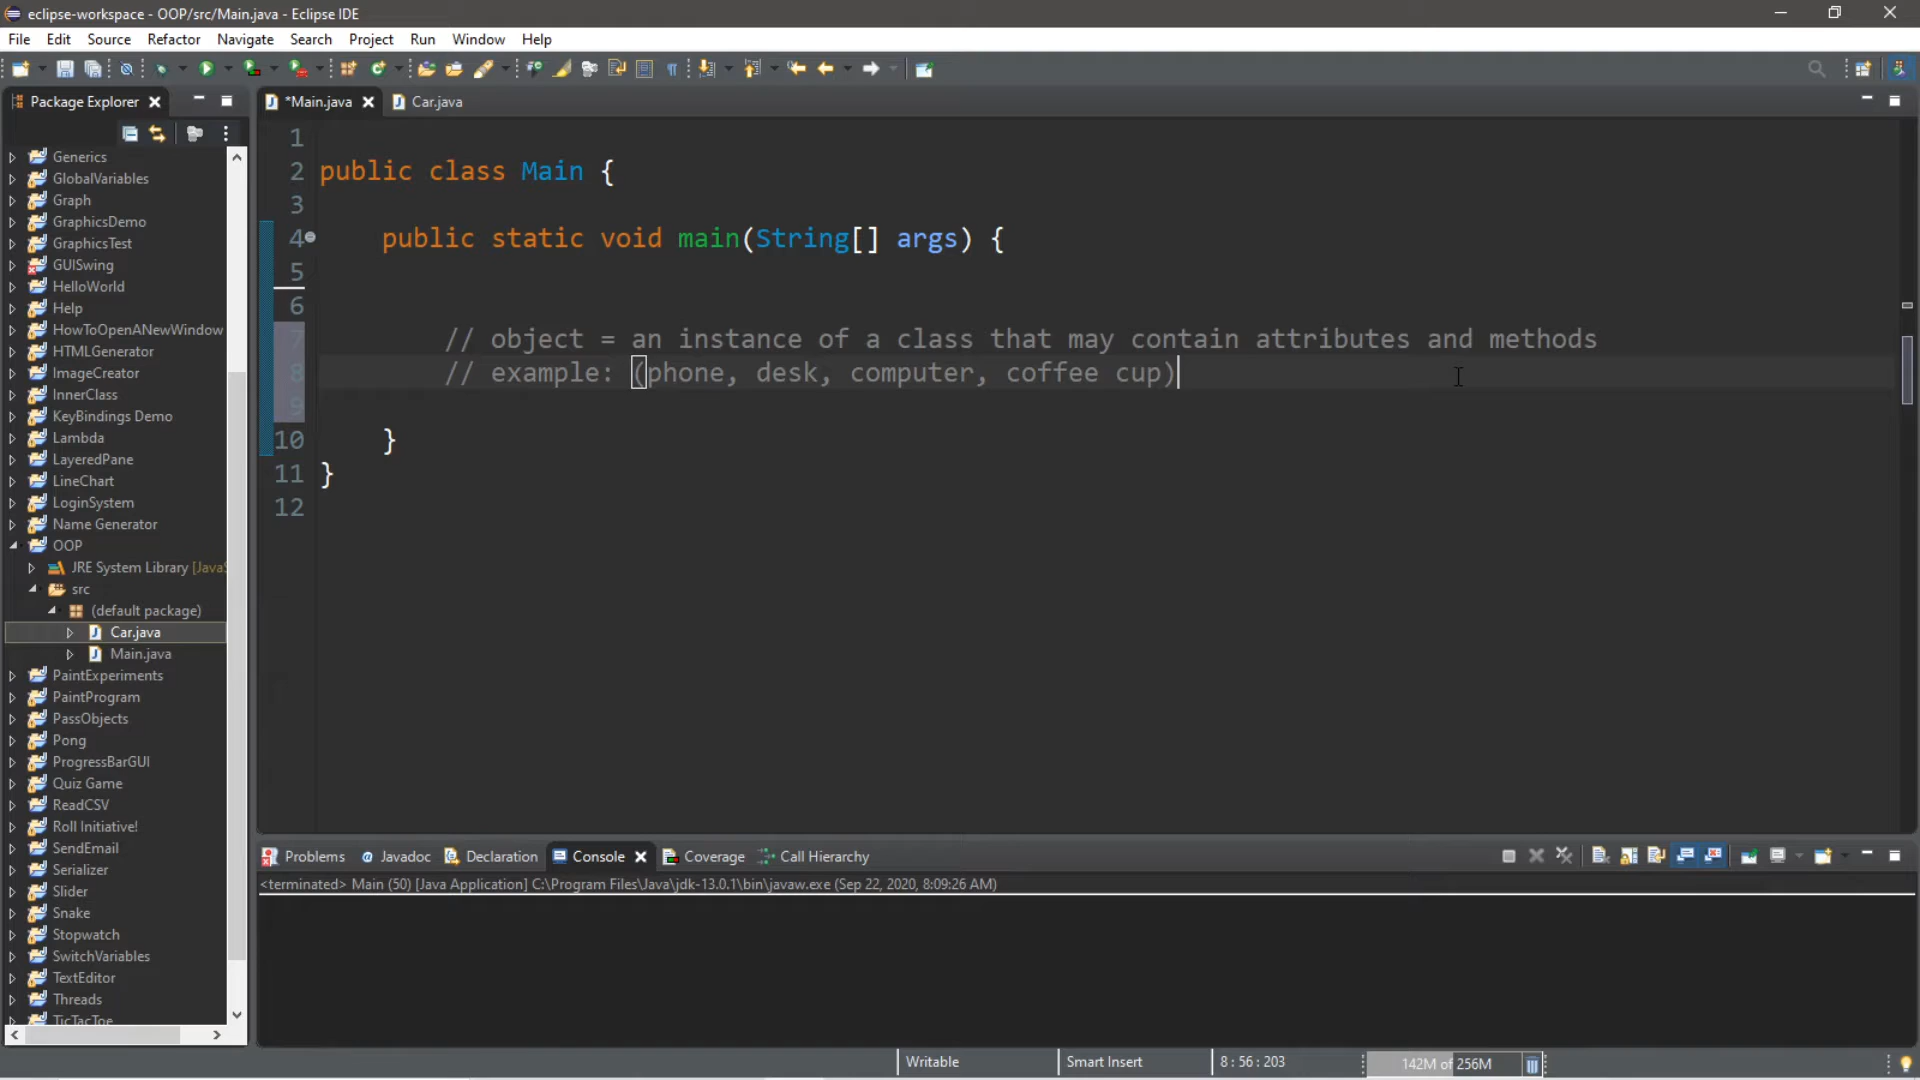 eclipse-workspace - OOP/src/Main.java - Eclipse IDE
File Edit Source Refactor Navigate Search Project Run Window Help
Package Explorer
*Main.java Car.java
Generics
GlobalVariables
Graph
GraphicsDemo
GraphicsTest
GUISwing
HelloWorld
Help
HowToOpenANewWindow
HTMLGenerator
ImageCreator
InnerClass
KeyBindings Demo
Lambda
LayeredPane
LineChart
LoginSystem
Name Generator
OOP
JRE System Library [JavaS
src
(default package)
Car.java
Main.java
PaintExperiments
PaintProgram
PassObjects
Pong
ProgressBarGUI
Quiz Game
ReadCSV
Roll Initiative!
SendEmail
Serializer
Slider
Snake
Stopwatch
SwitchVariables
TextEditor
Threads
TicTacToe
1
2 public class Main {
3
4 public static void main(String[] args) {
5
6
7 // object = an instance of a class that may contain attributes and methods
8 // example: (phone, desk, computer, coffee cup)
9
10 }
11 }
12
Problems Javadoc Declaration Console Coverage Call Hierarchy
<terminated> Main (50) [Java Application] C:\Program Files\Java\jdk-13.0.1\bin\javaw.exe (Sep 22, 2020, 8:09:26 AM)
Writable Smart Insert 8 : 56 : 203 142M of 256M